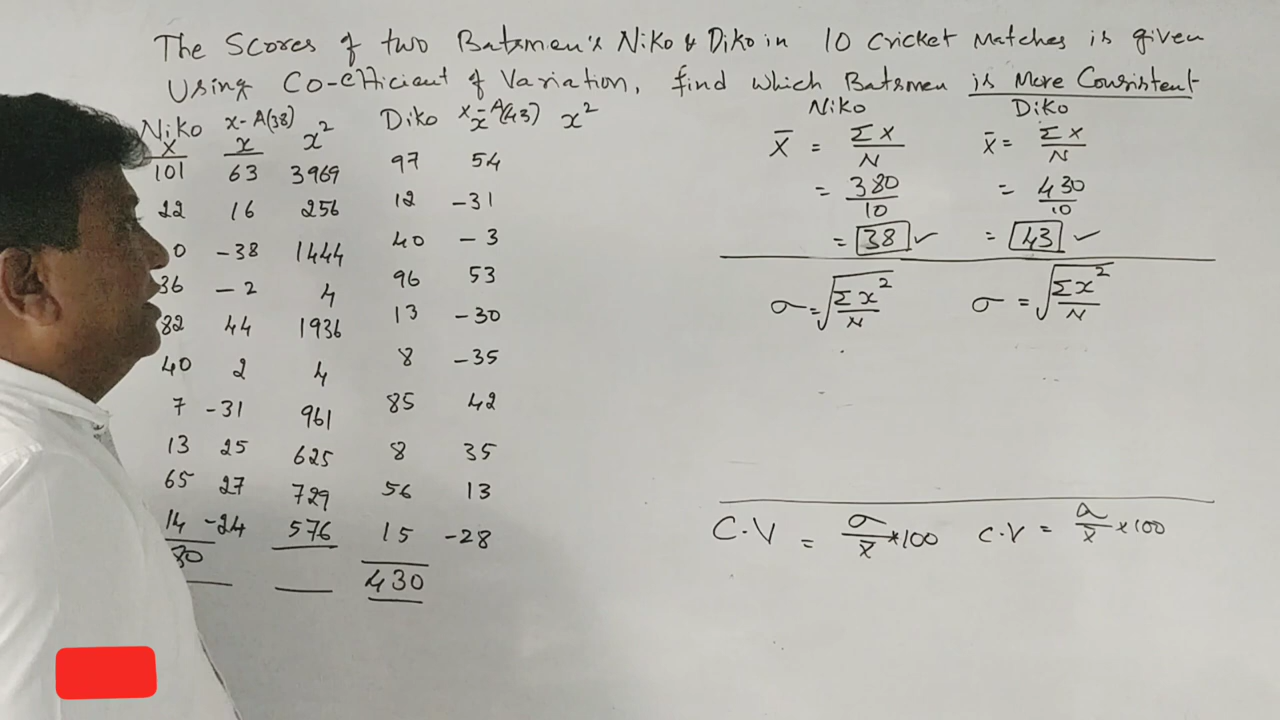 The Scores of two Batsmen's Niko & Diko in 10 Cricket Matches is given
Using Co-efficient of Variation, find which Batsmen is More Consistent
Niko x-A(38) x² Diko x-A(43) x²
X x x
101 63 3969 97 54
22 16 256 12 -31
0 -38 1444 40 -3
36 -2 4 96 53
82 44 1936 13 -30
40 2 4 8 -35
7 -31 961 85 42
13 25 625 8 35
65 27 729 56 13
14 -24 576 15 -28
80 430
Niko Diko
X̄ = ΣX/N x̄ = Σx/N
= 380/10 = 430/10
= 38 ✓ = 43 ✓
σ = √Σx²/N σ = √Σx²/N
C.V = σ/x̄ *100 C.V = σ/x̄ ×100